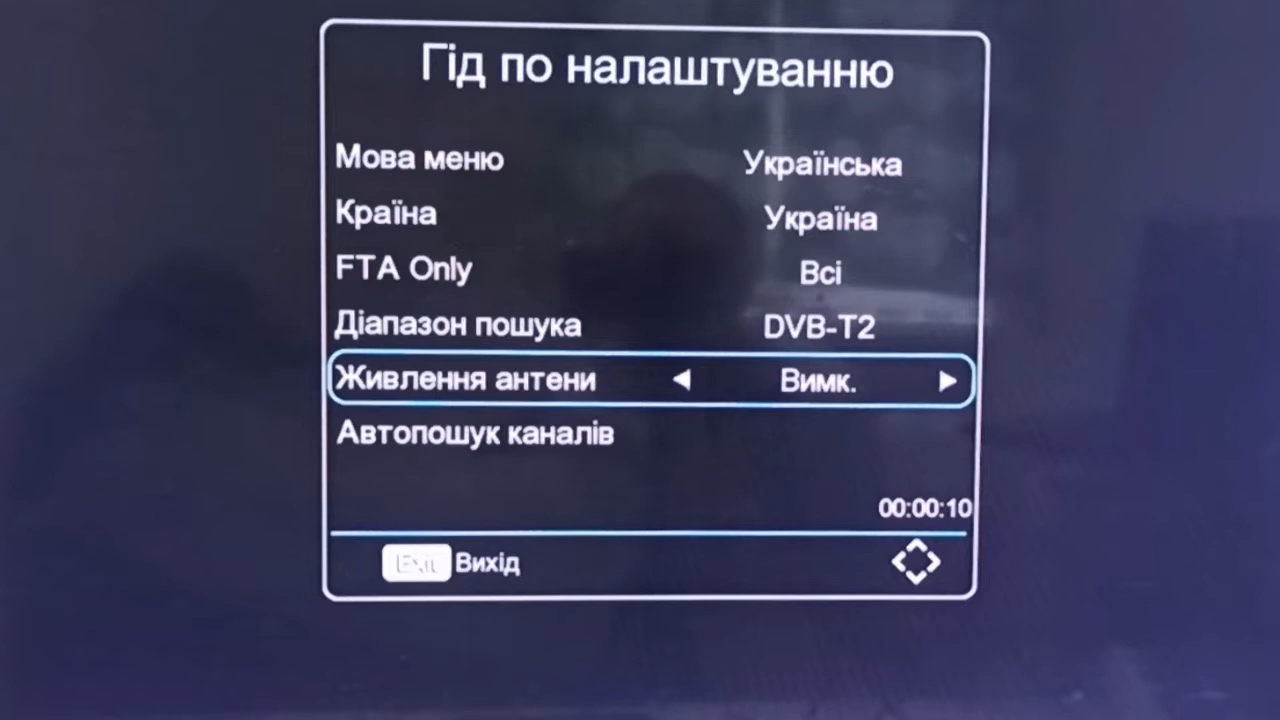 Гід по налаштуванню
Мова меню Українська
Країна Україна
FTA Only Всі
Діапазон пошука DVB-T2
Живлення антени Вимк.
Автопошук каналів
00:00:10
Exit Вихід